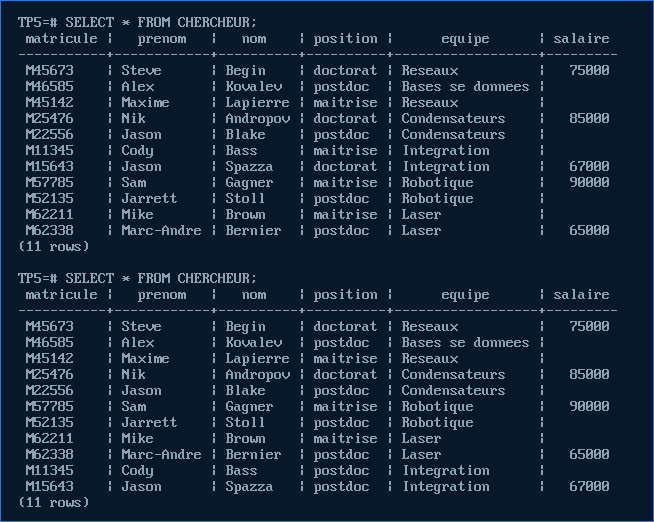 TP5=# SELECT * FROM CHERCHEUR;
 matricule ¦   prenom   ¦   nom    ¦ position ¦      equipe      ¦ salaire
-----------+------------+----------+----------+------------------+---------
 M45673    ¦ Steve      ¦ Begin    ¦ doctorat ¦ Reseaux          ¦   75000
 M46585    ¦ Alex       ¦ Kovalev  ¦ postdoc  ¦ Bases se donnees ¦
 M45142    ¦ Maxime     ¦ Lapierre ¦ maitrise ¦ Reseaux          ¦
 M25476    ¦ Nik        ¦ Andropov ¦ doctorat ¦ Condensateurs    ¦   85000
 M22556    ¦ Jason      ¦ Blake    ¦ postdoc  ¦ Condensateurs    ¦
 M11345    ¦ Cody       ¦ Bass     ¦ maitrise ¦ Integration      ¦
 M15643    ¦ Jason      ¦ Spazza   ¦ doctorat ¦ Integration      ¦   67000
 M57785    ¦ Sam        ¦ Gagner   ¦ maitrise ¦ Robotique        ¦   90000
 M52135    ¦ Jarrett    ¦ Stoll    ¦ postdoc  ¦ Robotique        ¦
 M62211    ¦ Mike       ¦ Brown    ¦ maitrise ¦ Laser            ¦
 M62338    ¦ Marc-Andre ¦ Bernier  ¦ postdoc  ¦ Laser            ¦   65000
(11 rows)
TP5=# SELECT * FROM CHERCHEUR;
 matricule ¦   prenom   ¦   nom    ¦ position ¦      equipe      ¦ salaire
-----------+------------+----------+----------+------------------+---------
 M45673    ¦ Steve      ¦ Begin    ¦ doctorat ¦ Reseaux          ¦   75000
 M46585    ¦ Alex       ¦ Kovalev  ¦ postdoc  ¦ Bases se donnees ¦
 M45142    ¦ Maxime     ¦ Lapierre ¦ maitrise ¦ Reseaux          ¦
 M25476    ¦ Nik        ¦ Andropov ¦ doctorat ¦ Condensateurs    ¦   85000
 M22556    ¦ Jason      ¦ Blake    ¦ postdoc  ¦ Condensateurs    ¦
 M57785    ¦ Sam        ¦ Gagner   ¦ maitrise ¦ Robotique        ¦   90000
 M52135    ¦ Jarrett    ¦ Stoll    ¦ postdoc  ¦ Robotique        ¦
 M62211    ¦ Mike       ¦ Brown    ¦ maitrise ¦ Laser            ¦
 M62338    ¦ Marc-Andre ¦ Bernier  ¦ postdoc  ¦ Laser            ¦   65000
 M11345    ¦ Cody       ¦ Bass     ¦ postdoc  ¦ Integration      ¦
 M15643    ¦ Jason      ¦ Spazza   ¦ postdoc  ¦ Integration      ¦   67000
(11 rows)